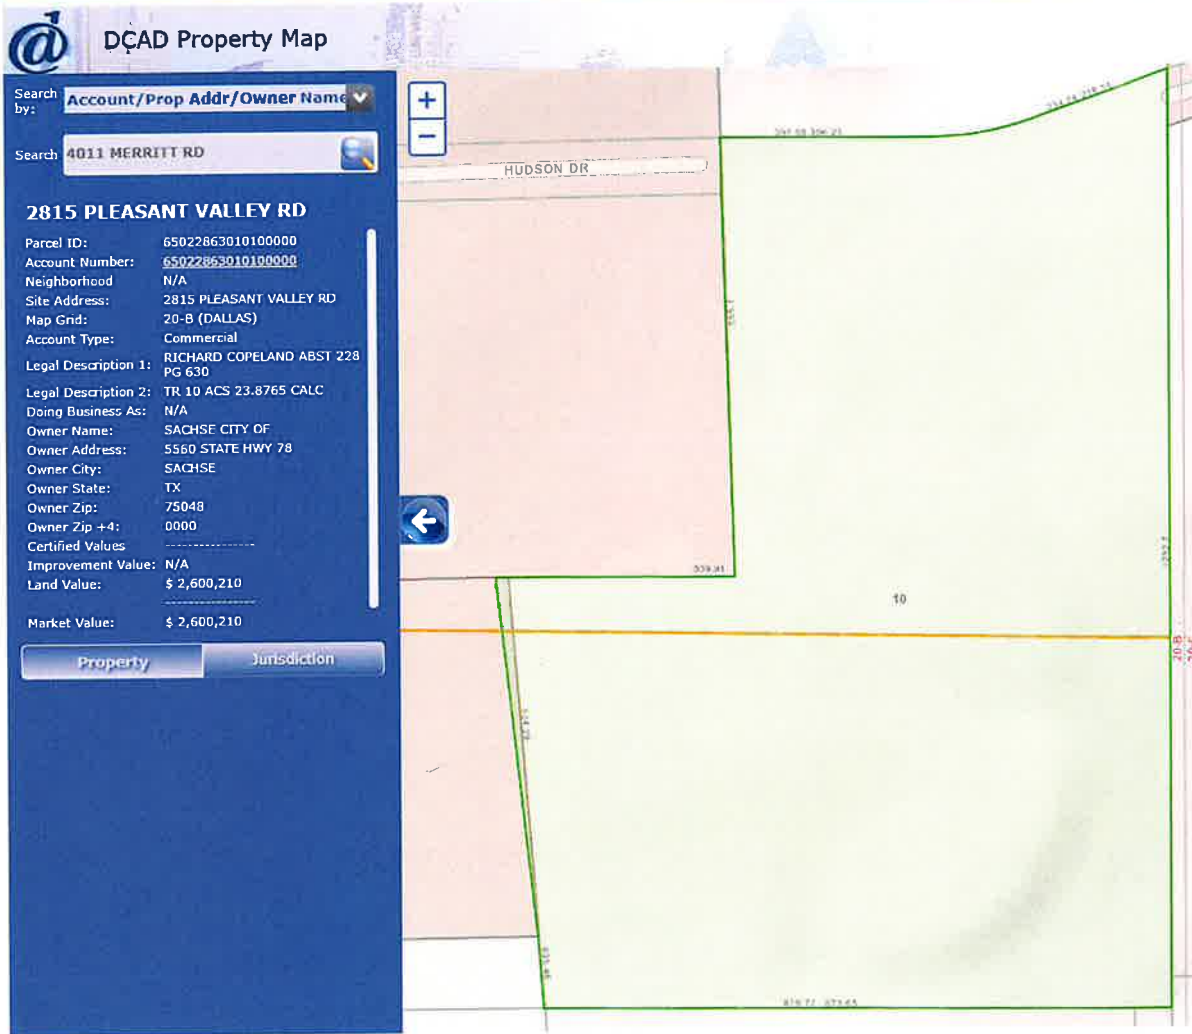 DCAD Property Map
Search by: Account/Prop Addr/Owner Name
Search 4011 MERRITT RD
2815 PLEASANT VALLEY RD
Parcel ID: 65022863010100000
Account Number: 65022863010100000
Neighborhood N/A
Site Address: 2815 PLEASANT VALLEY RD
Map Grid: 20-B (DALLAS)
Account Type: Commercial
Legal Description 1: RICHARD COPELAND ABST 228
PG 630
Legal Description 2: TR 10 ACS 23.8765 CALC
Doing Business As: N/A
Owner Name: SACHSE CITY OF
Owner Address: 5560 STATE HWY 78
Owner City: SACHSE
Owner State: TX
Owner Zip: 75048
Owner Zip +4: 0000
Certified Values ----------------
Improvement Value: N/A
Land Value: $ 2,600,210
----------------
Market Value: $ 2,600,210
Property Jurisdiction
+
−
HUDSON DR
10
20-B